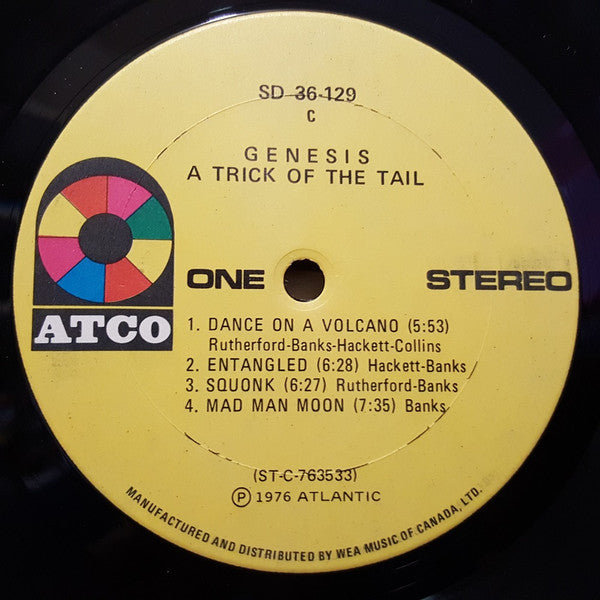 SD 36-129
C
GENESIS
A TRICK OF THE TAIL
ATCO
ONE STEREO
1. DANCE ON A VOLCANO (5:53)
Rutherford-Banks-Hackett-Collins
2. ENTANGLED (6:28) Hackett-Banks
3. SQUONK (6:27) Rutherford-Banks
4. MAD MAN MOON (7:35) Banks
(ST-C-763533)
Ⓟ 1976 ATLANTIC
MANUFACTURED AND DISTRIBUTED BY WEA MUSIC OF CANADA, LTD.